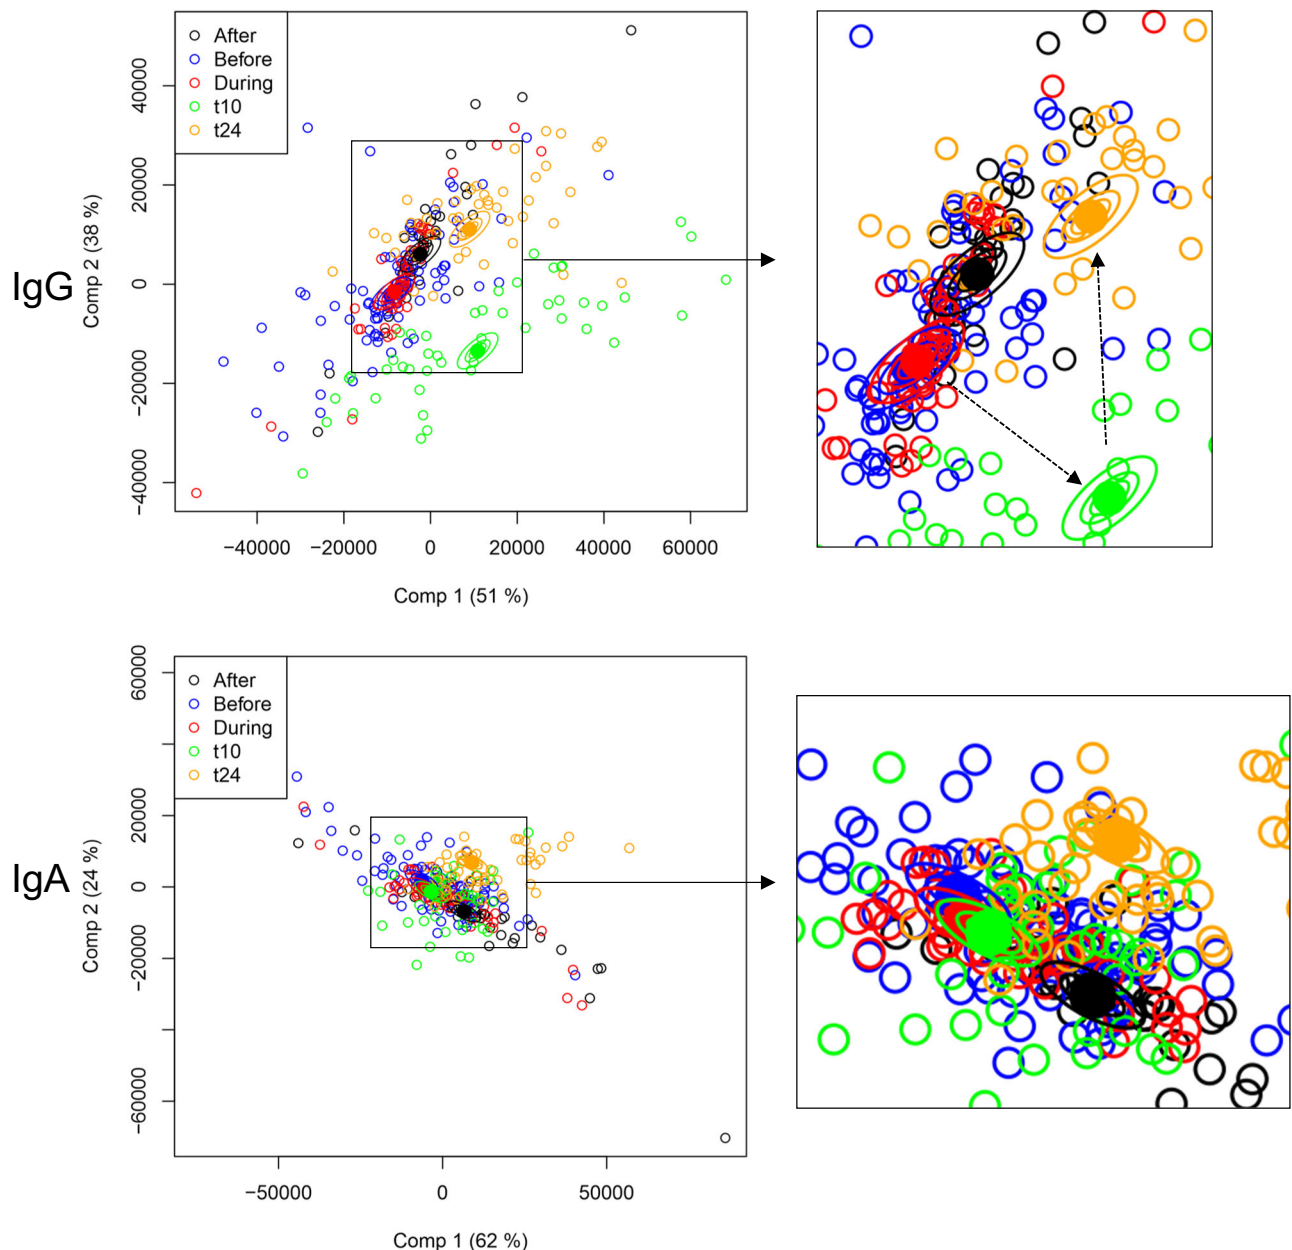 After
Before
During
t10
t24
IgG
Comp 2 (38 %)
40000
20000
0
−20000
−40000
−40000 −20000 0 20000 40000 60000
Comp 1 (51 %)
After
Before
During
t10
t24
IgA
Comp 2 (24 %)
60000
20000
0
−20000
−60000
−50000 0 50000
Comp 1 (62 %)